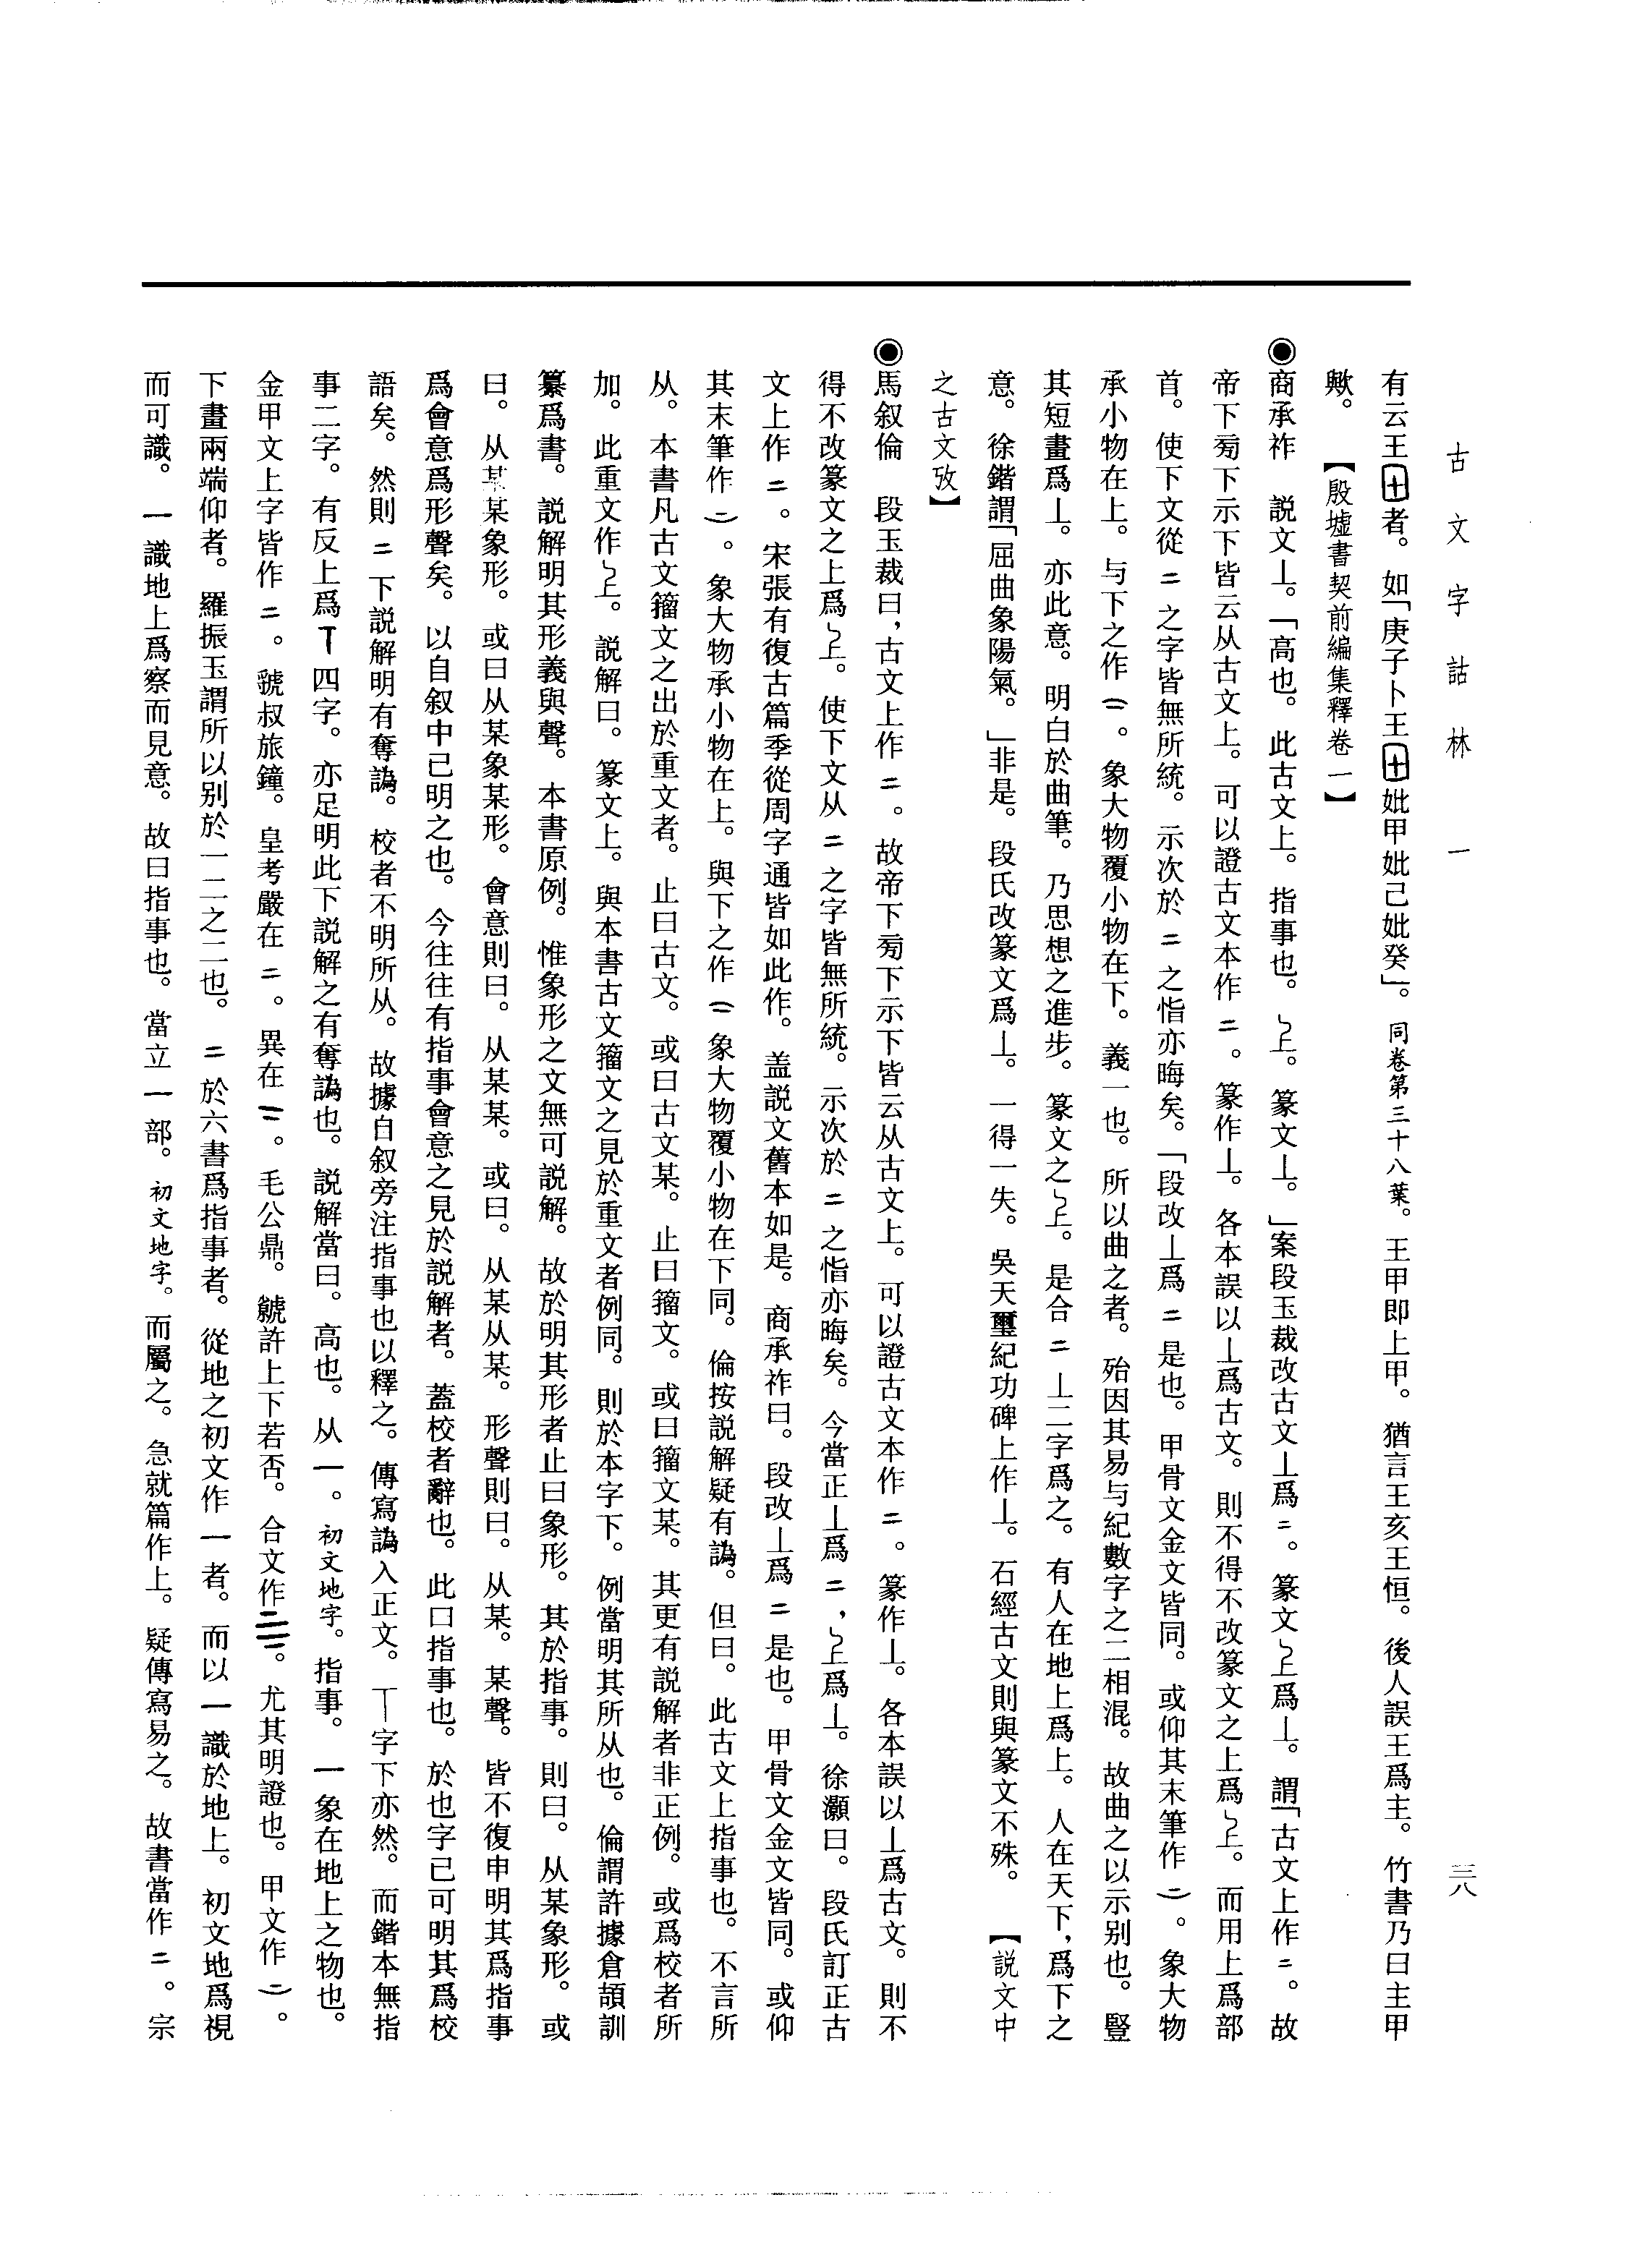 古文字詁林　一
三八
有云王田者。如「庚子卜王田妣甲妣己妣癸」。同卷第三十八葉。王甲即上甲。猶言王亥王恒。後人誤王爲主。竹書乃曰主甲
歟。【殷墟書契前編集釋卷一】
◉商承祚　説文丄。「高也。此古文上。指事也。𠄞。篆文丄。」案段玉裁改古文丄爲二。篆文𠄞爲丄。謂「古文上作二。故
帝下㫄下示下皆云从古文上。可以證古文本作二。篆作丄。各本誤以丄爲古文。則不得不改篆文之上爲𠄞。而用上爲部
首。使下文從二之字皆無所統。示次於二之恉亦晦矣。「段改丄爲二是也。甲骨文金文皆同。或仰其末筆作。象大物
承小物在上。与下之作。象大物覆小物在下。義一也。所以曲之者。殆因其易与紀數字之二相混。故曲之以示別也。豎
其短畫爲丄。亦此意。明白於曲筆。乃思想之進步。篆文之𠄞。是合二丄二字爲之。有人在地上爲上。人在天下，爲下之
意。徐鍇謂「屈曲象陽氣。」非是。段氏改篆文爲丄。一得一失。吳天璽紀功碑上作丄。石經古文則與篆文不殊。【説文中
之古文攷】
◉馬叙倫　段玉裁曰，古文上作二。故帝下㫄下示下皆云从古文上。可以證古文本作二。篆作丄。各本誤以丄爲古文。則不
得不改篆文之上爲𠄞。使下文从二之字皆無所統。示次於二之恉亦晦矣。今當正丄爲二，𠄞爲丄。徐灝曰。段氏訂正古
文上作二。宋張有復古篇季從周字通皆如此作。盖説文舊本如是。商承祚曰。段改丄爲二是也。甲骨文金文皆同。或仰
其末筆作。象大物承小物在上。與下之作象大物覆小物在下同。倫按説解疑有譌。但曰。此古文上指事也。不言所
从。本書凡古文籀文之出於重文者。止曰古文。或曰古文某。止曰籀文。或曰籀文某。其更有説解者非正例。或爲校者所
加。此重文作𠄞。説解曰。篆文上。與本書古文籀文之見於重文者例同。則於本字下。例當明其所从也。倫謂許據倉頡訓
纂爲書。説解明其形義與聲。本書原例。惟象形之文無可説解。故於明其形者止曰象形。其於指事。則曰。从某象形。或
曰。从某某象形。或曰从某象某形。會意則曰。从某某。或曰。从某从某。形聲則曰。从某。某聲。皆不復申明其爲指事
爲會意爲形聲矣。以自叙中已明之也。今往往有指事會意之見於説解者。蓋校者辭也。此口指事也。於也字已可明其爲校
語矣。然則二下説解明有奪譌。校者不明所从。故據自叙旁注指事也以釋之。傳寫譌入正文。丅字下亦然。而鍇本無指
事二字。有反上爲丅四字。亦足明此下説解之有奪譌也。説解當曰。高也。从一。初文地字。指事。一象在地上之物也。
金甲文上字皆作二。虢叔旅鐘。皇考嚴在二。異在。毛公鼎。虩許上下若否。合文作。尤其明證也。甲文作。
下畫兩端仰者。羅振玉謂所以别於一二之二也。二於六書爲指事者。從地之初文作一者。而以一識於地上。初文地爲視
而可識。一識地上爲察而見意。故曰指事也。當立一部。初文地字。而屬之。急就篇作上。疑傳寫易之。故書當作二。宗